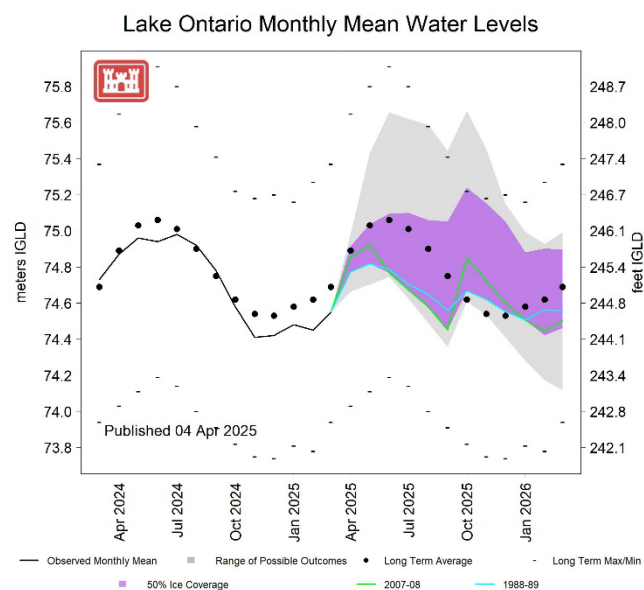 Lake Ontario Monthly Mean Water Levels
75.8
75.6
75.4
75.2
75.0
74.8
74.6
74.4
74.2
74.0
73.8
meters IGLD
248.7
248.0
247.4
246.7
246.1
245.4
244.8
244.1
243.4
242.8
242.1
feet IGLD
Published 04 Apr 2025
Apr 2024
Jul 2024
Oct 2024
Jan 2025
Apr 2025
Jul 2025
Oct 2025
Jan 2026
Observed Monthly Mean
Range of Possible Outcomes
Long Term Average
Long Term Max/Min
50% Ice Coverage
2007-08
1988-89